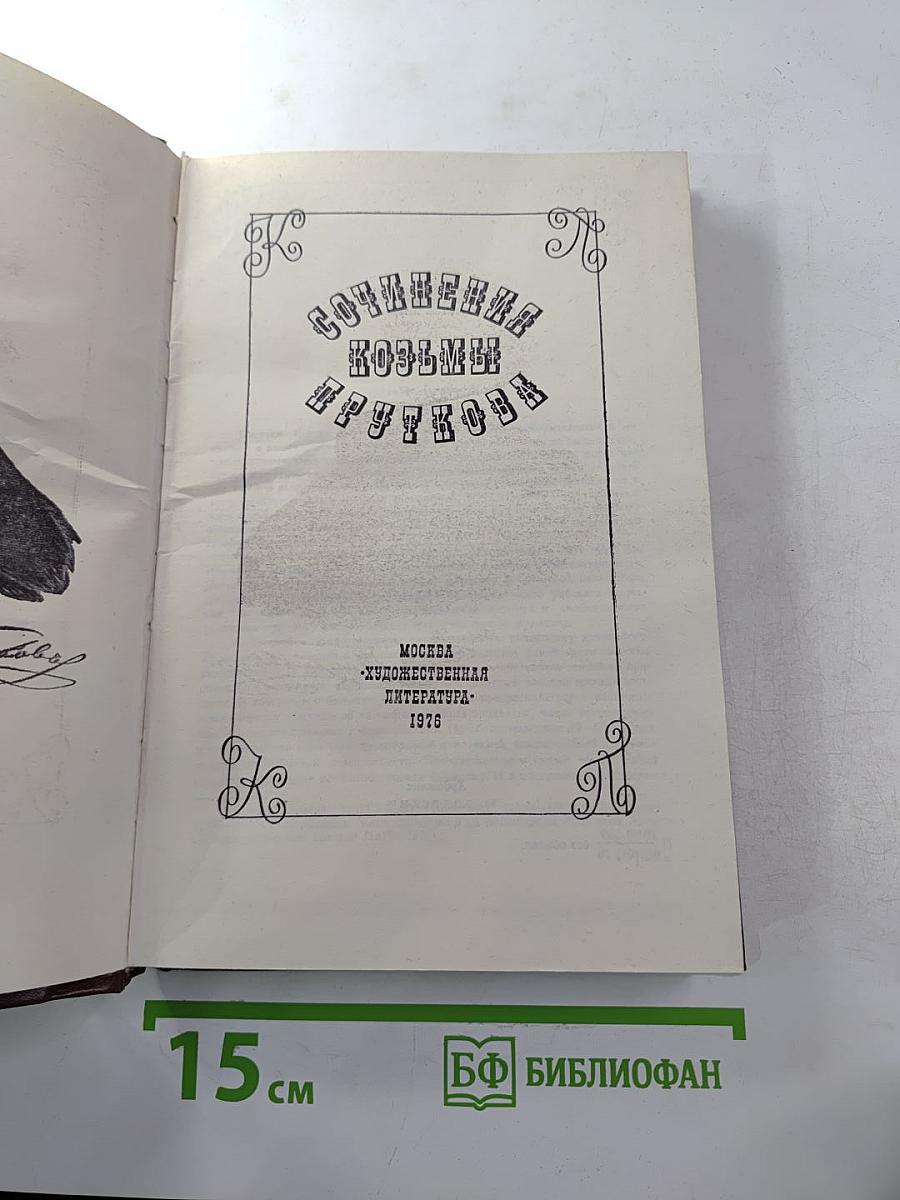 К П
СОЧИНЕНИЯ
КОЗЬМЫ
ПРУТКОВА
МОСКВА
«ХУДОЖЕСТВЕННАЯ
ЛИТЕРАТУРА»
1976
К П
15 см
БФ БИБЛИОФАН